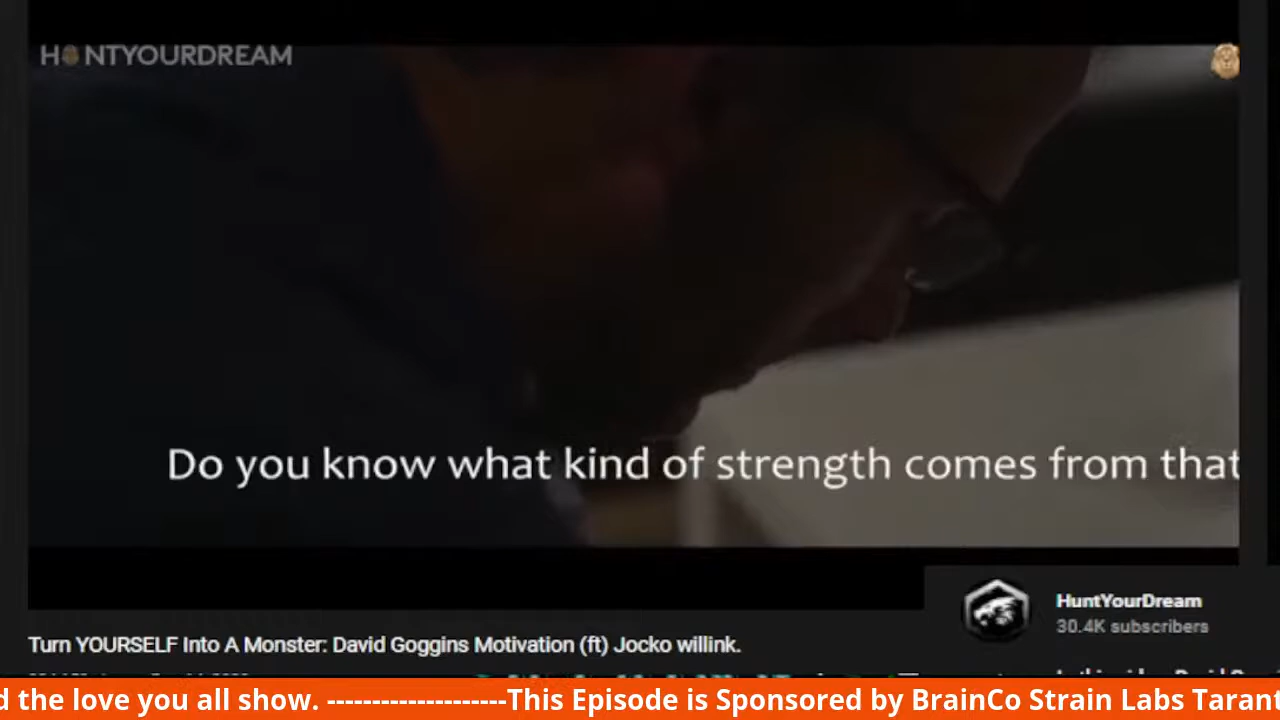 HUNTYOURDREAM
Do you know what kind of strength comes from that
HuntYourDream
30.4K subscribers
Turn YOURSELF Into A Monster: David Goggins Motivation (ft) Jocko willink.
d the love you all show. --------------------This Episode is Sponsored by BrainCo Strain Labs Tarant